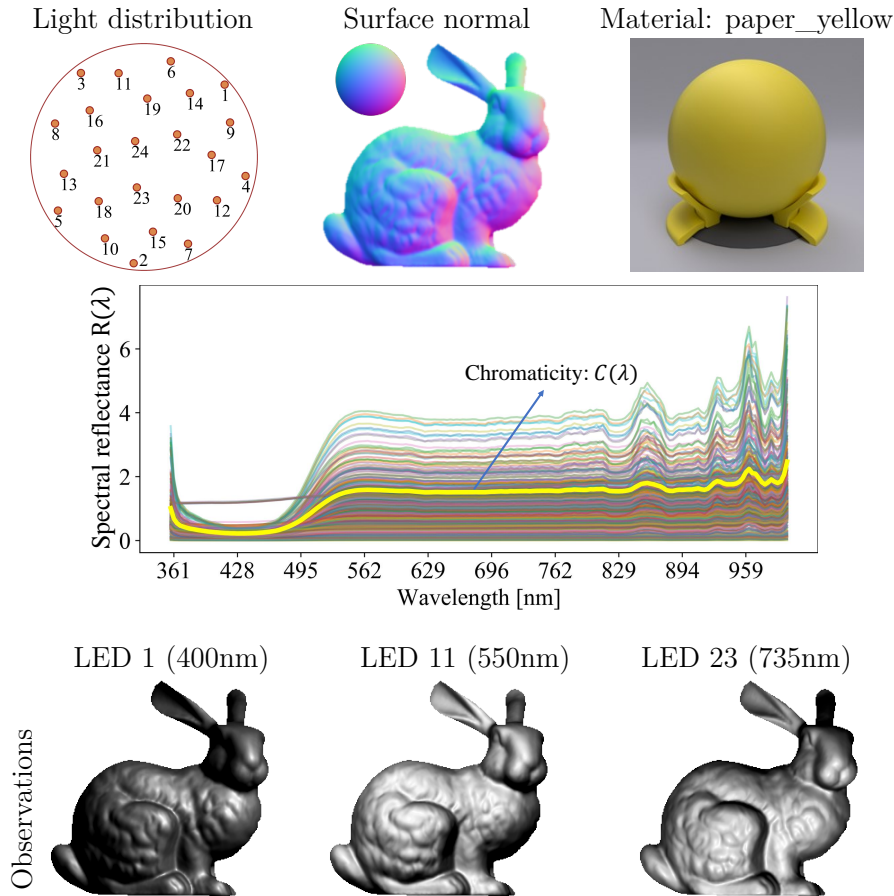 Light distribution
Surface normal
Material: paper_yellow
6
3
11
1
19
14
16
8
9
22
24
21
17
13
4
23
18
20
12
5
10
15
7
2
Spectral reflectance R(λ)
6
4
2
0
Chromaticity: C(λ)
361 428 495 562 629 696 762 829 894 959
Wavelength [nm]
LED 1 (400nm)
LED 11 (550nm)
LED 23 (735nm)
Observations